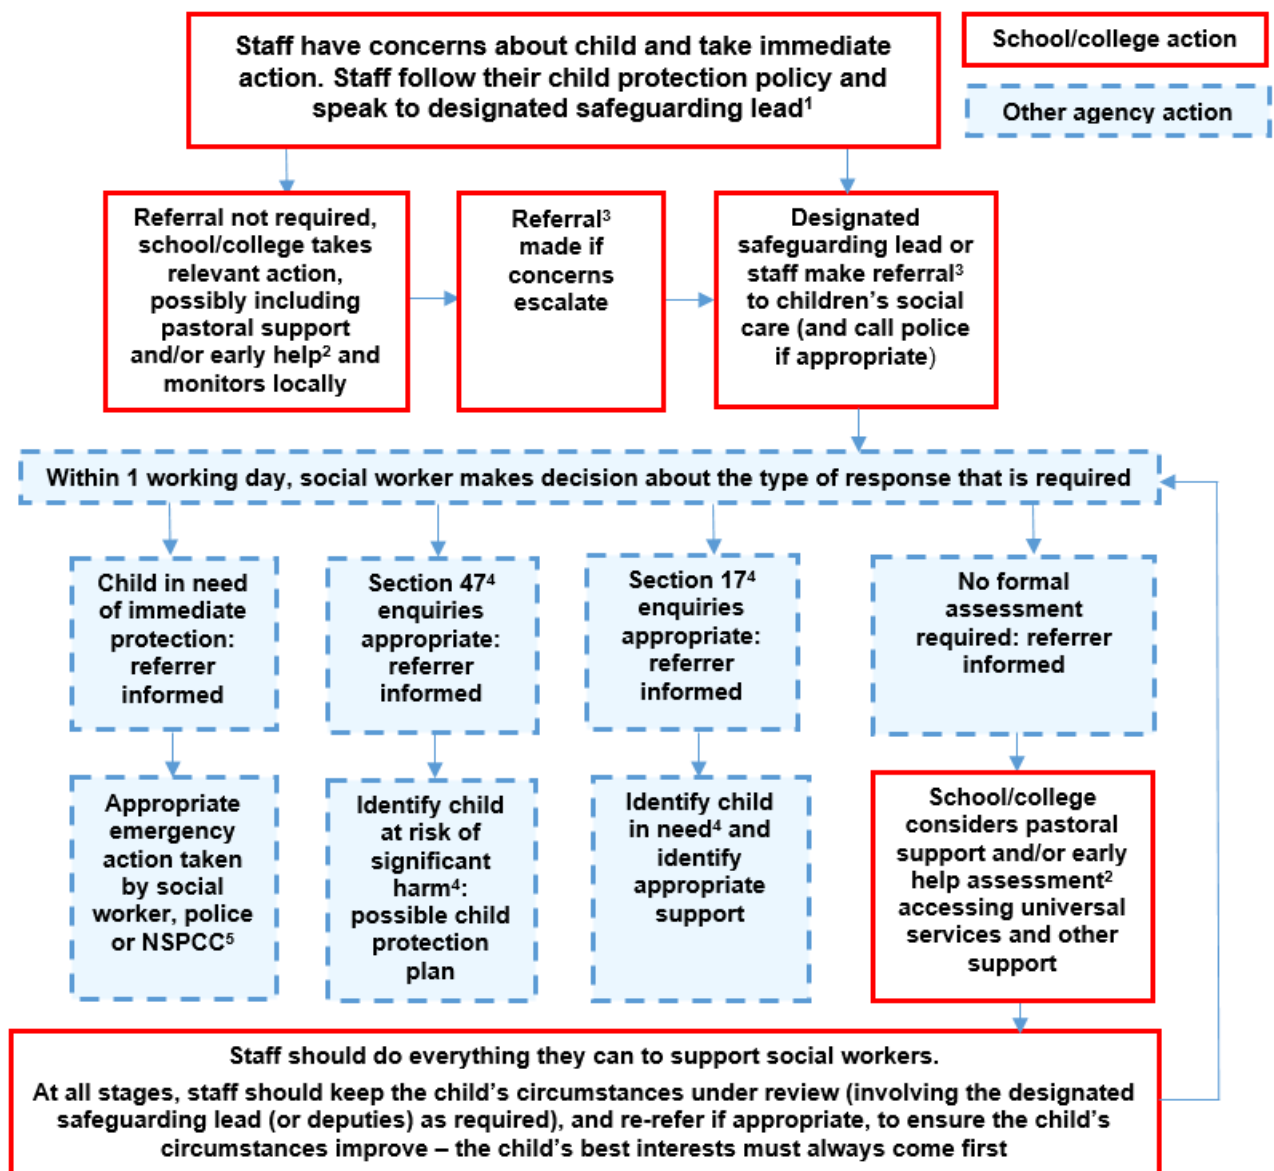 Staff have concerns about child and take immediate
action. Staff follow their child protection policy and
speak to designated safeguarding lead¹
School/college action
Other agency action
Referral not required,
school/college takes
relevant action,
possibly including
pastoral support
and/or early help² and
monitors locally
Referral³
made if
concerns
escalate
Designated
safeguarding lead or
staff make referral³
to children’s social
care (and call police
if appropriate)
Within 1 working day, social worker makes decision about the type of response that is required
Child in need
of immediate
protection:
referrer
informed
Section 47⁴
enquiries
appropriate:
referrer
informed
Section 17⁴
enquiries
appropriate:
referrer
informed
No formal
assessment
required: referrer
informed
Appropriate
emergency
action taken
by social
worker, police
or NSPCC⁵
Identify child
at risk of
significant
harm⁴:
possible child
protection
plan
Identify child
in need⁴ and
identify
appropriate
support
School/college
considers pastoral
support and/or early
help assessment²
accessing universal
services and other
support
Staff should do everything they can to support social workers.
At all stages, staff should keep the child’s circumstances under review (involving the designated
safeguarding lead (or deputies) as required), and re-refer if appropriate, to ensure the child’s
circumstances improve – the child’s best interests must always come first